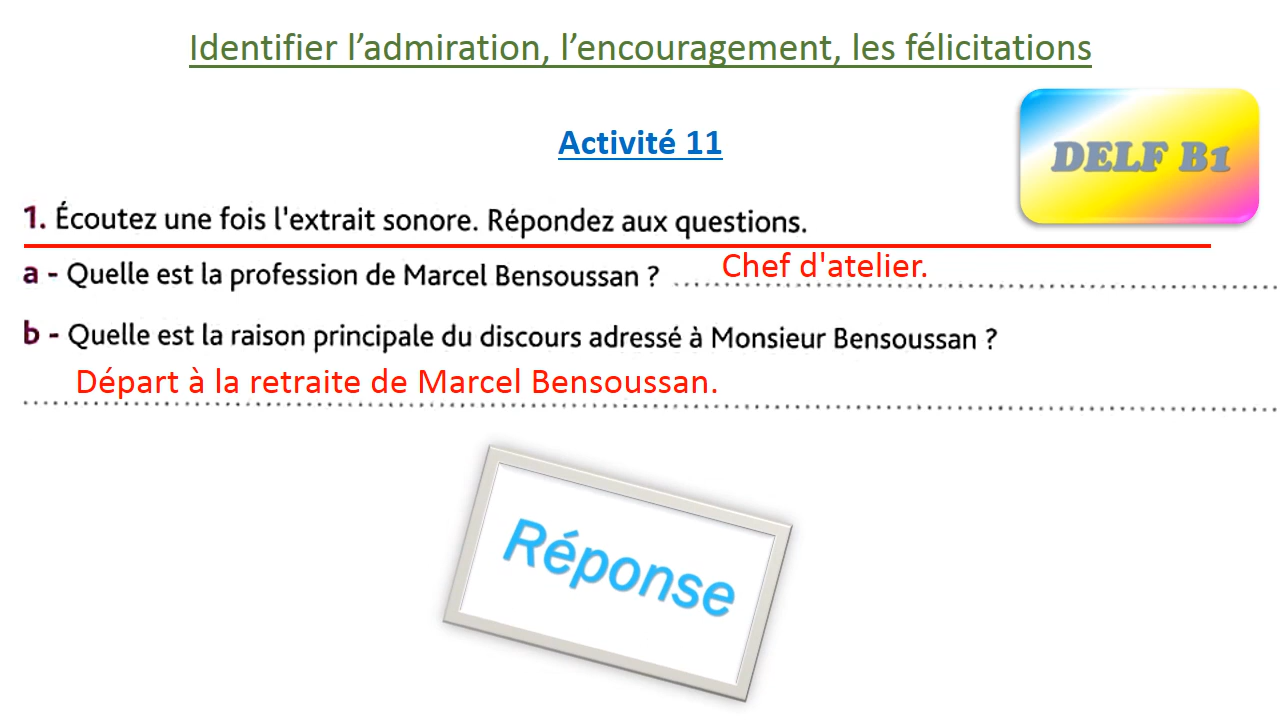 Identifier l’admiration, l’encouragement, les félicitations
DELF B1
Activité 11
1. Écoutez une fois l'extrait sonore. Répondez aux questions.
a - Quelle est la profession de Marcel Bensoussan ? Chef d'atelier.
b - Quelle est la raison principale du discours adressé à Monsieur Bensoussan ?
Départ à la retraite de Marcel Bensoussan.
Réponse